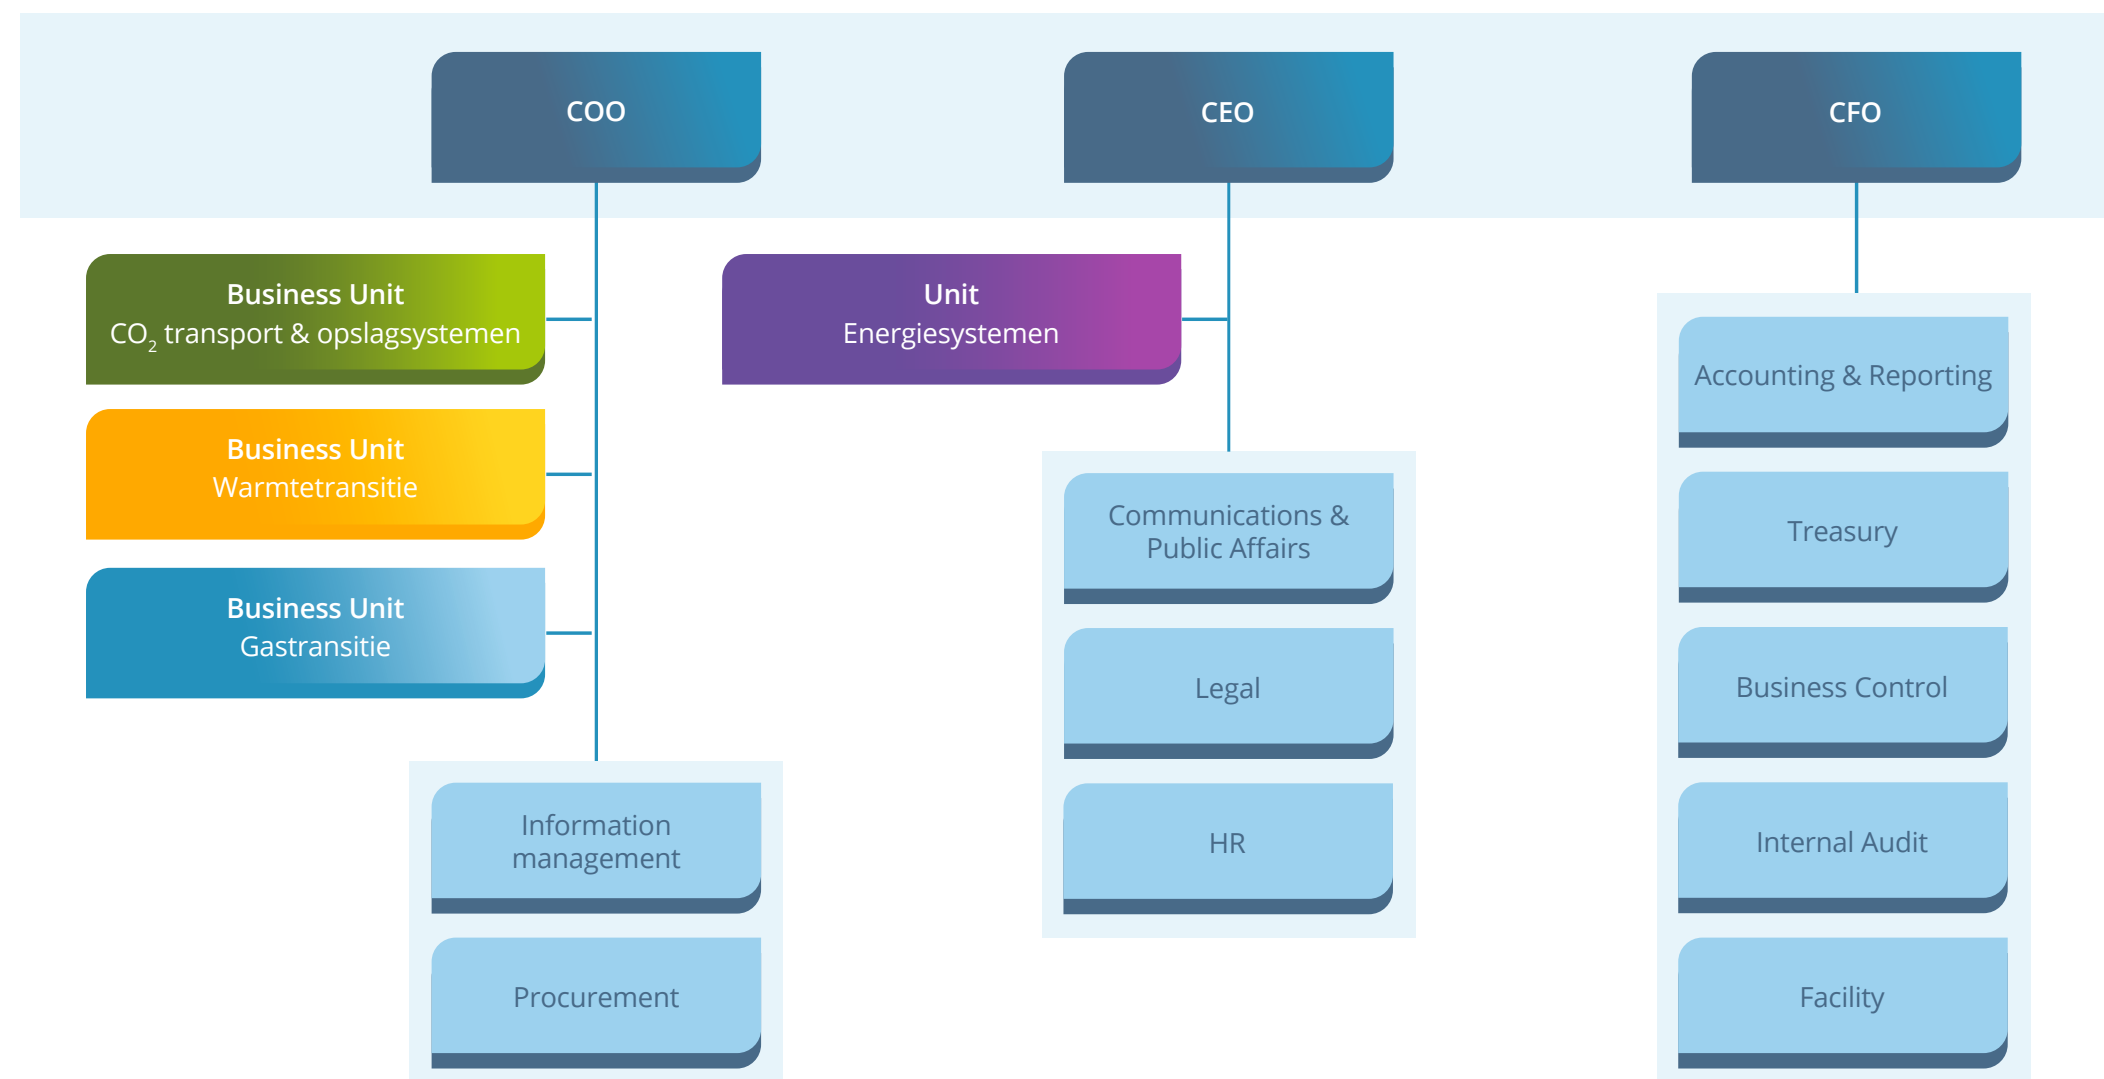 COO
CEO
CFO
Business Unit
CO₂ transport & opslagsystemen
Business Unit
Warmtetransitie
Business Unit
Gastransitie
Information
management
Procurement
Unit
Energiesystemen
Communications &
Public Affairs
Legal
HR
Accounting & Reporting
Treasury
Business Control
Internal Audit
Facility